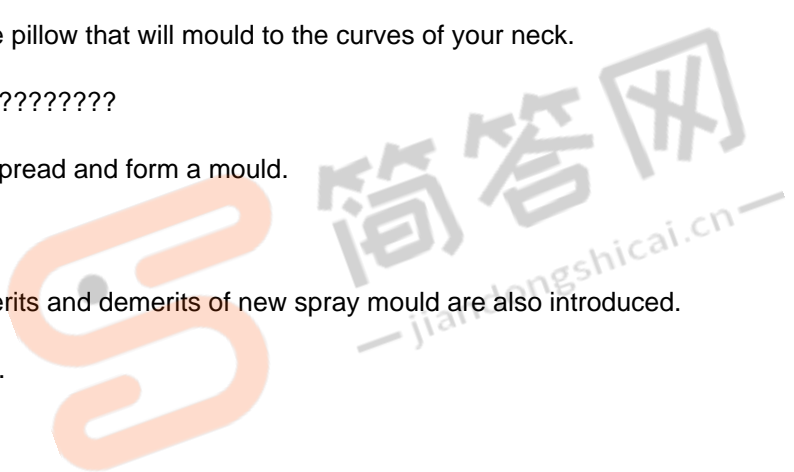 pillow that will mould to the curves of your neck.
????????
pread and form a mould.
简答网
jiandongshicai.cn
erits and demerits of new spray mould are also introduced.
.